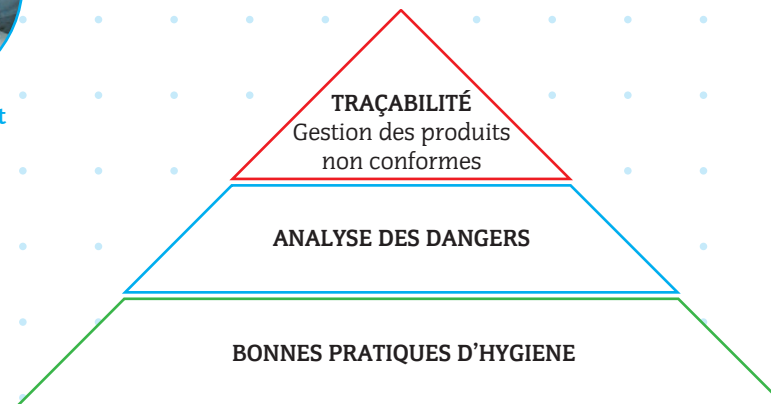 TRAÇABILITÉ
Gestion des produits
non conformes
t
ANALYSE DES DANGERS
BONNES PRATIQUES D'HYGIENE